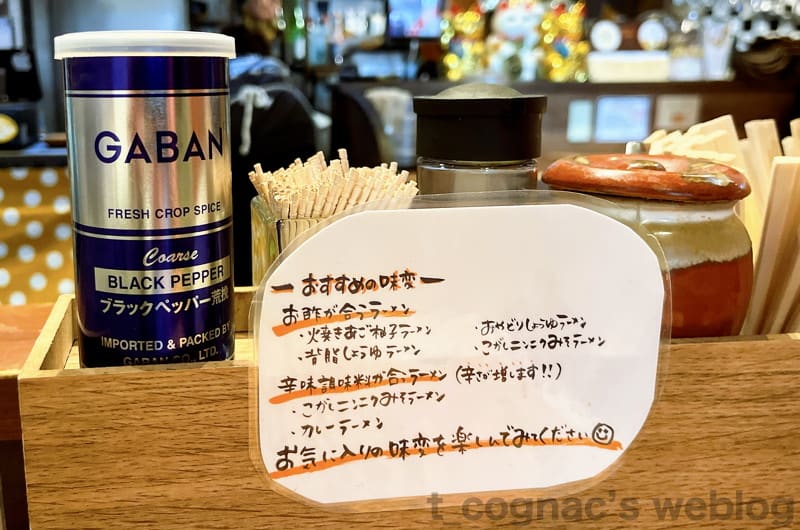 GABAN
FRESH CROP SPICE
Coarse
BLACK PEPPER
ブラックペッパー荒挽
IMPORTED & PACKED BY
GABAN CO., LTD.
ー おすすめの味変 ー
お酢が合うラーメン
・火焼きあご柚子ラーメン
・背脂しょうゆラーメン
・おやどりしょうゆラーメン
・こがしニンニクみそラーメン
辛味調味料が合うラーメン (辛さが増します!!)
・こがしニンニクみそラーメン
・カレーラーメン
お気に入りの味変を楽しんでみてください☺
t cognac's weblog